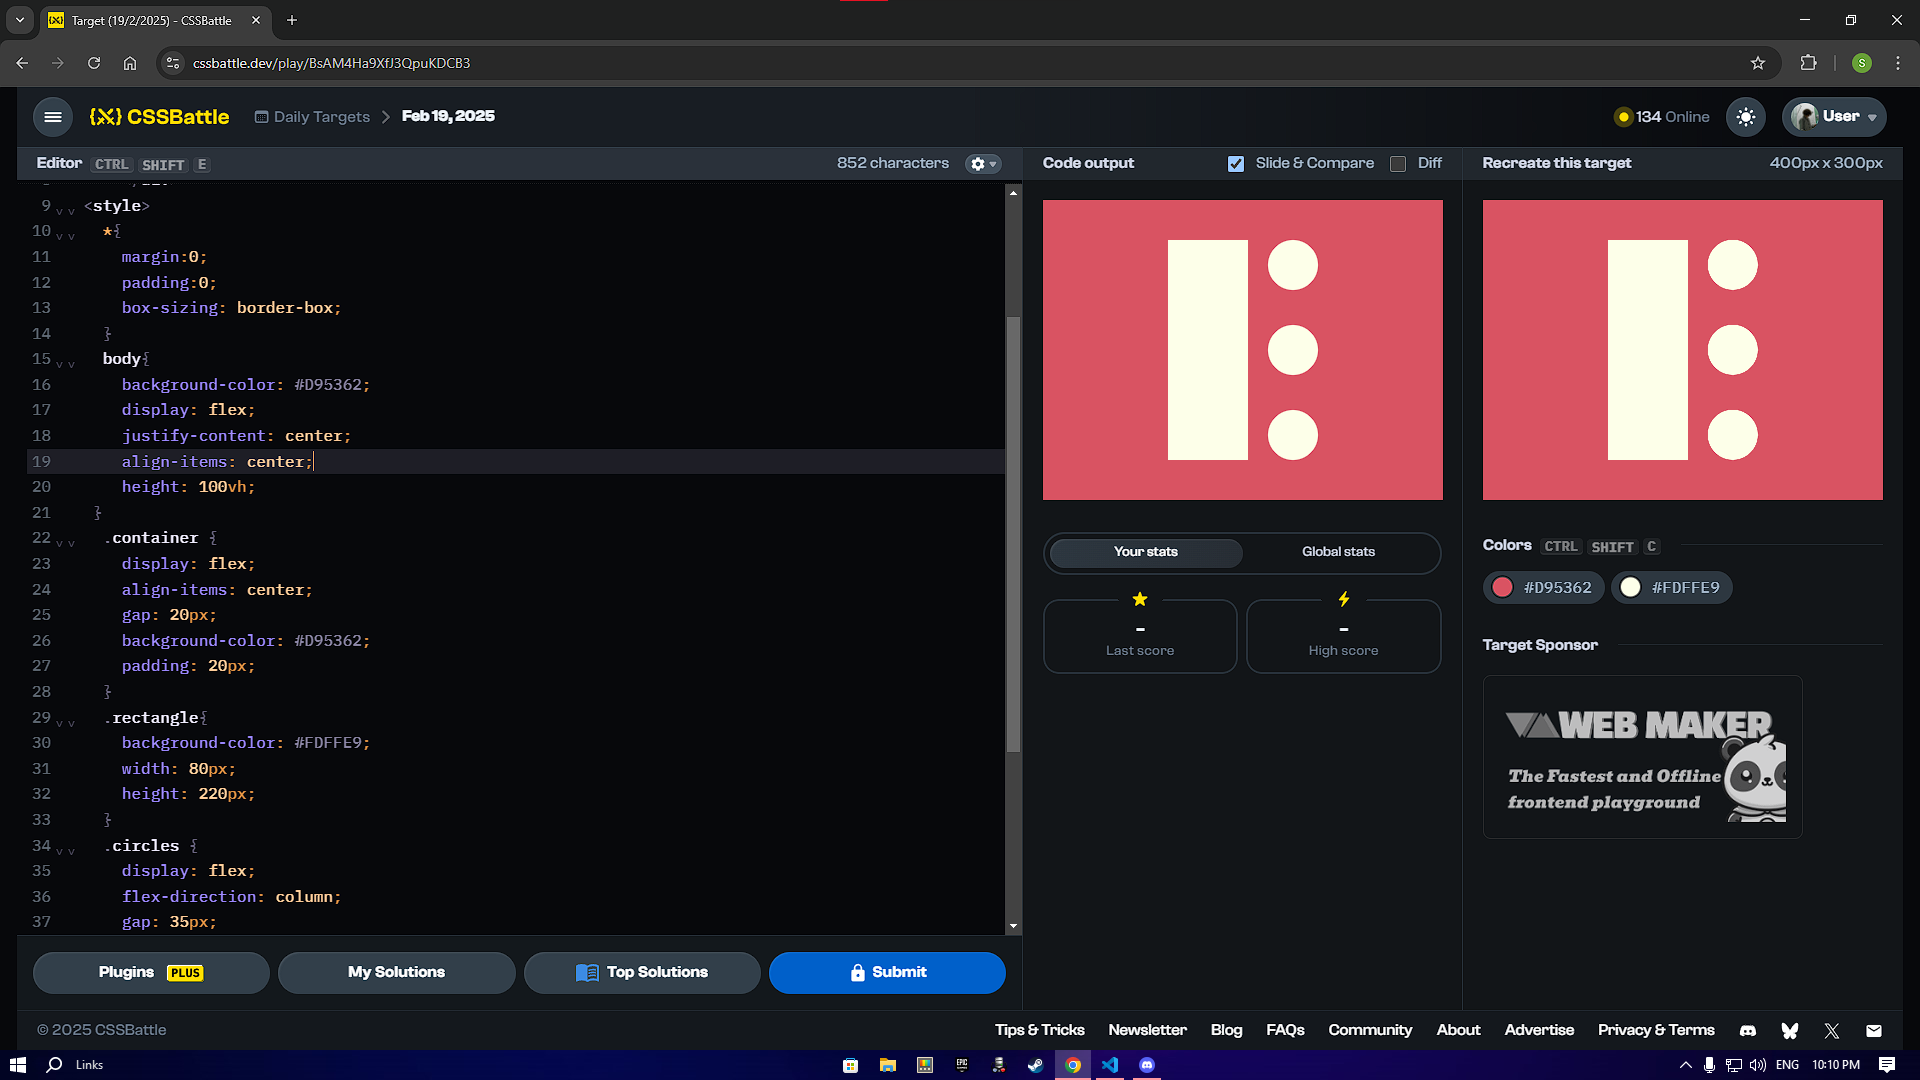 Target (19/2/2025) - CSSBattle
cssbattle.dev/play/BsAM4Ha9XfJ3QpuKDCB3
S
{X} CSSBattle
Daily Targets
Feb 19, 2025
134 Online
User
Editor CTRL SHIFT E
852 characters
9 <style>
10 *{
11 margin:0;
12 padding:0;
13 box-sizing: border-box;
14 }
15 body{
16 background-color: #D95362;
17 display: flex;
18 justify-content: center;
19 align-items: center;
20 height: 100vh;
21 }
22 .container {
23 display: flex;
24 align-items: center;
25 gap: 20px;
26 background-color: #D95362;
27 padding: 20px;
28 }
29 .rectangle{
30 background-color: #FDFFE9;
31 width: 80px;
32 height: 220px;
33 }
34 .circles {
35 display: flex;
36 flex-direction: column;
37 gap: 35px;
Plugins PLUS
My Solutions
Top Solutions
Submit
Code output
Slide & Compare
Diff
Your stats
Global stats
-
Last score
-
High score
Recreate this target
400px x 300px
Colors CTRL SHIFT C
#D95362
#FDFFE9
Target Sponsor
WEB MAKER
The Fastest and Offline
frontend playground
© 2025 CSSBattle
Tips & Tricks
Newsletter
Blog
FAQs
Community
About
Advertise
Privacy & Terms
Links
EPIC
GAMES
ENG
10:10 PM